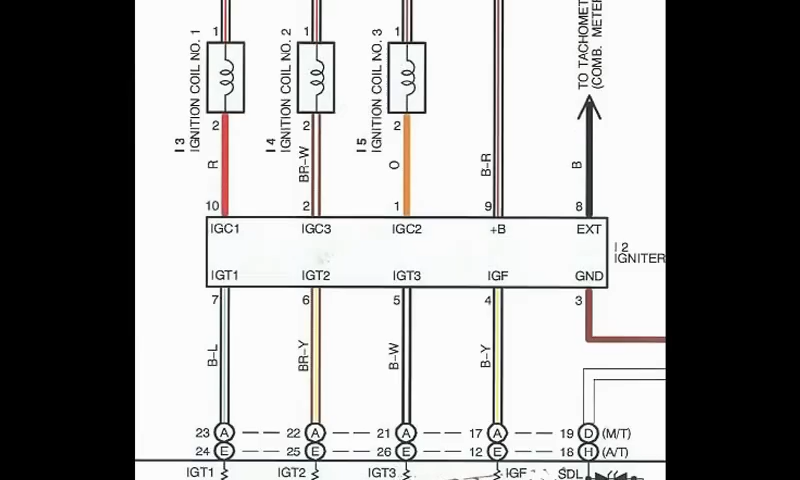 TO TACHOMET
(COMB. METER
1
1
1
I 3
IGNITION COIL NO. 1
I 4
IGNITION COIL NO. 2
I 5
IGNITION COIL NO. 3
2
2
2
R
BR-W
O
B-R
B
10
2
1
9
8
IGC1
IGC3
IGC2
+B
EXT
I 2
IGNITER
IGT1
IGT2
IGT3
IGF
GND
7
6
5
4
3
B-L
BR-Y
B-W
B-Y
23 A
22 A
21 A
17 A
19 D (M/T)
24 E
25 E
26 E
12 E
18 H (A/T)
IGT1
IGT2
IGT3
IGF
SDL